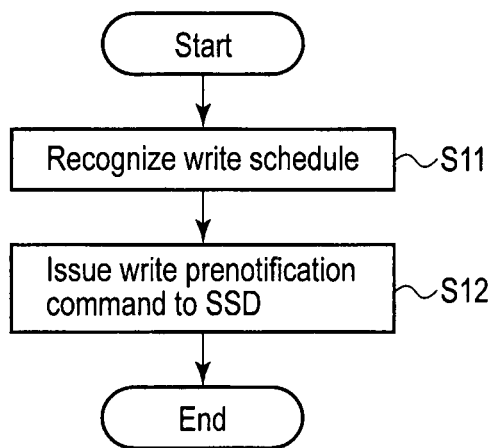 Start
Recognize write schedule
S11
Issue write prenotification
command to SSD
S12
End